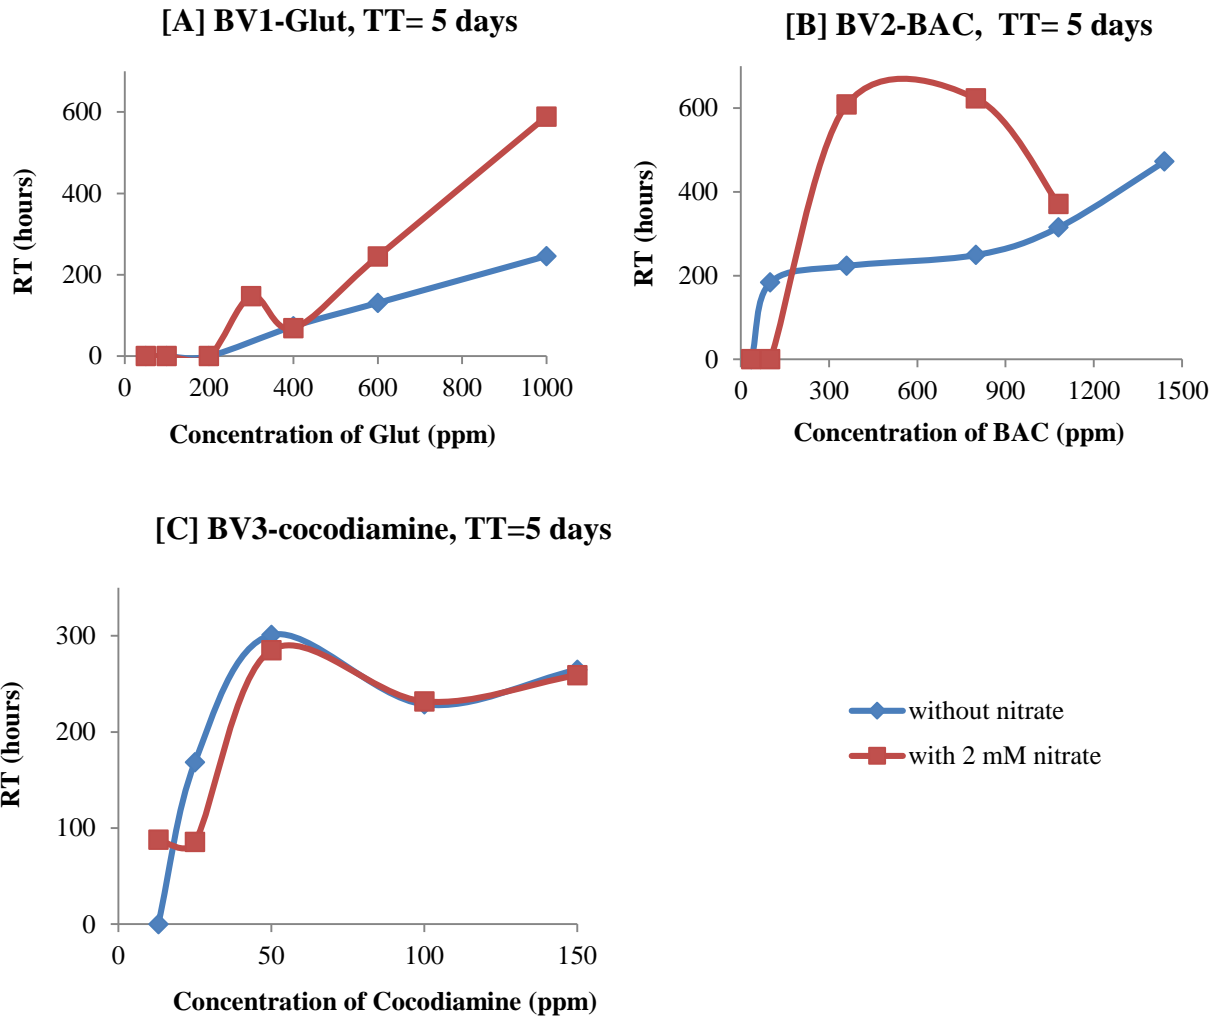 [A] BV1-Glut, TT= 5 days
600
400
200
0
RT (hours)
0 200 400 600 800 1000
Concentration of Glut (ppm)
[B] BV2-BAC, TT= 5 days
600
400
200
0
RT (hours)
0 300 600 900 1200 1500
Concentration of BAC (ppm)
[C] BV3-cocodiamine, TT=5 days
300
200
100
0
RT (hours)
0 50 100 150
Concentration of Cocodiamine (ppm)
without nitrate
with 2 mM nitrate